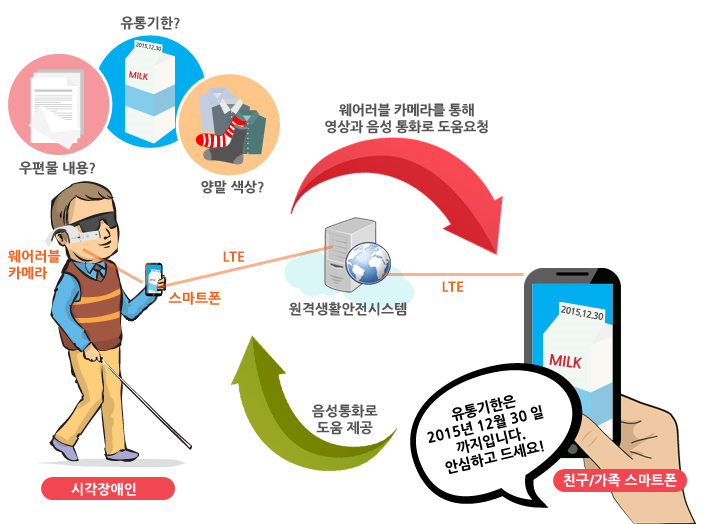 유통기한?
2015,12,30
MILK
우편물 내용?
양말 색상?
웨어러블 카메라를 통해
영상과 음성 통화로 도움요청
웨어러블
카메라
LTE
스마트폰
원격생활안전시스템
LTE
2015,12,30
MILK
음성통화로
도움 제공
유통기한은
2015년 12월 30 일
까지입니다.
안심하고 드세요!
시각장애인
친구/가족 스마트폰